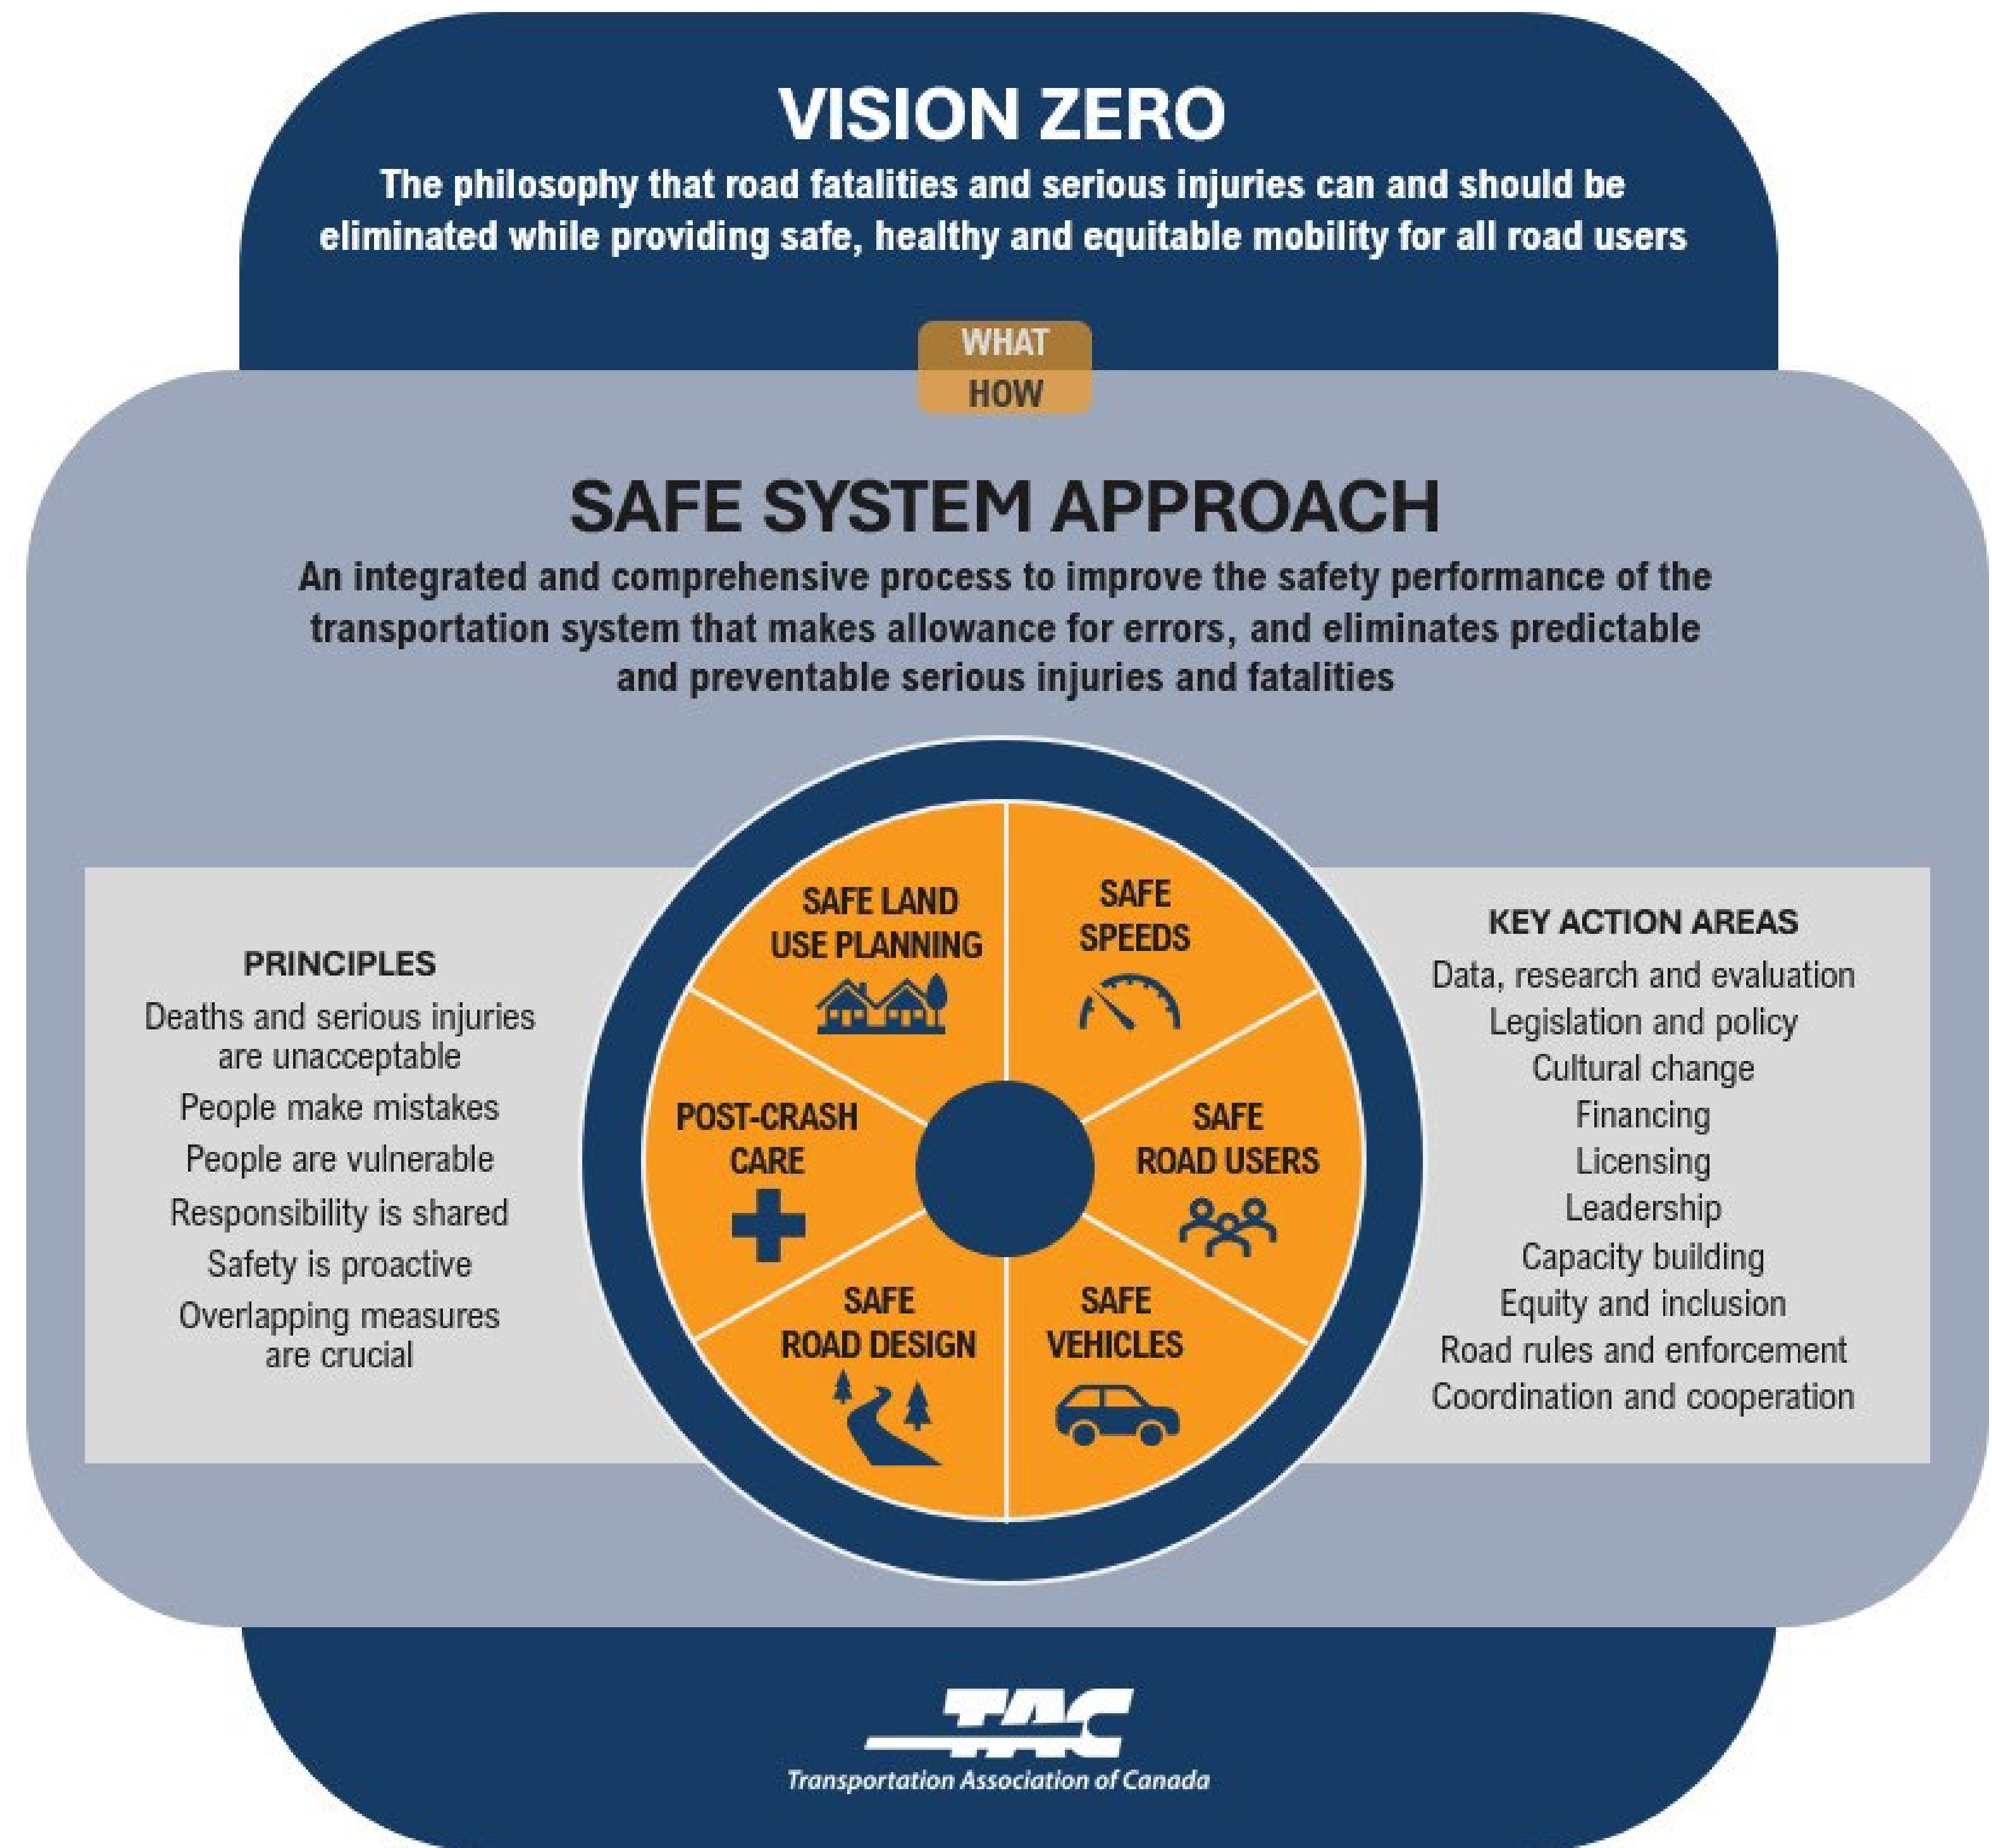 VISION ZERO
The philosophy that road fatalities and serious injuries can and should be
eliminated while providing safe, healthy and equitable mobility for all road users
WHAT
HOW
SAFE SYSTEM APPROACH
An integrated and comprehensive process to improve the safety performance of the
transportation system that makes allowance for errors, and eliminates predictable
and preventable serious injuries and fatalities
PRINCIPLES
Deaths and serious injuries
are unacceptable
People make mistakes
People are vulnerable
Responsibility is shared
Safety is proactive
Overlapping measures
are crucial
SAFE LAND
USE PLANNING
SAFE
SPEEDS
POST-CRASH
CARE
SAFE
ROAD USERS
SAFE
ROAD DESIGN
SAFE
VEHICLES
KEY ACTION AREAS
Data, research and evaluation
Legislation and policy
Cultural change
Financing
Licensing
Leadership
Capacity building
Equity and inclusion
Road rules and enforcement
Coordination and cooperation
TAC
Transportation Association of Canada